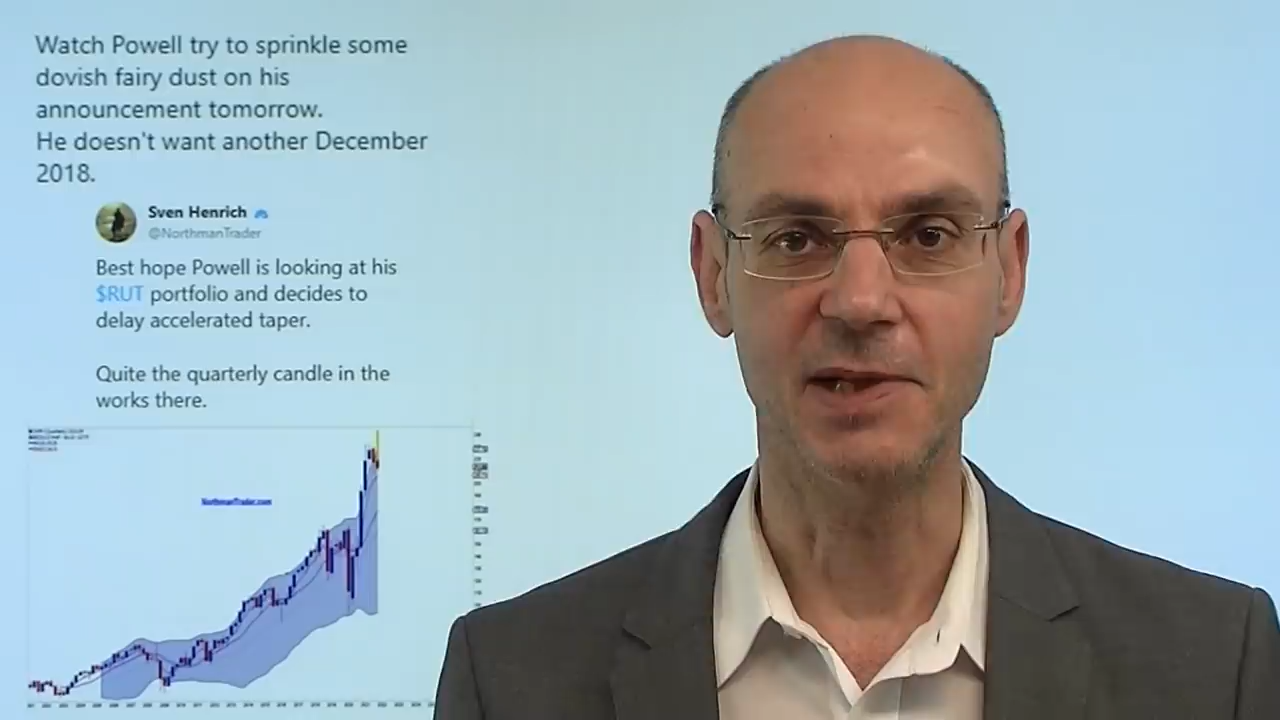 Watch Powell try to sprinkle some
dovish fairy dust on his
announcement tomorrow.
He doesn't want another December
2018.
Sven Henrich
@NorthmanTrader
Best hope Powell is looking at his
$RUT portfolio and decides to
delay accelerated taper.
Quite the quarterly candle in the
works there.
NorthmanTrader.com